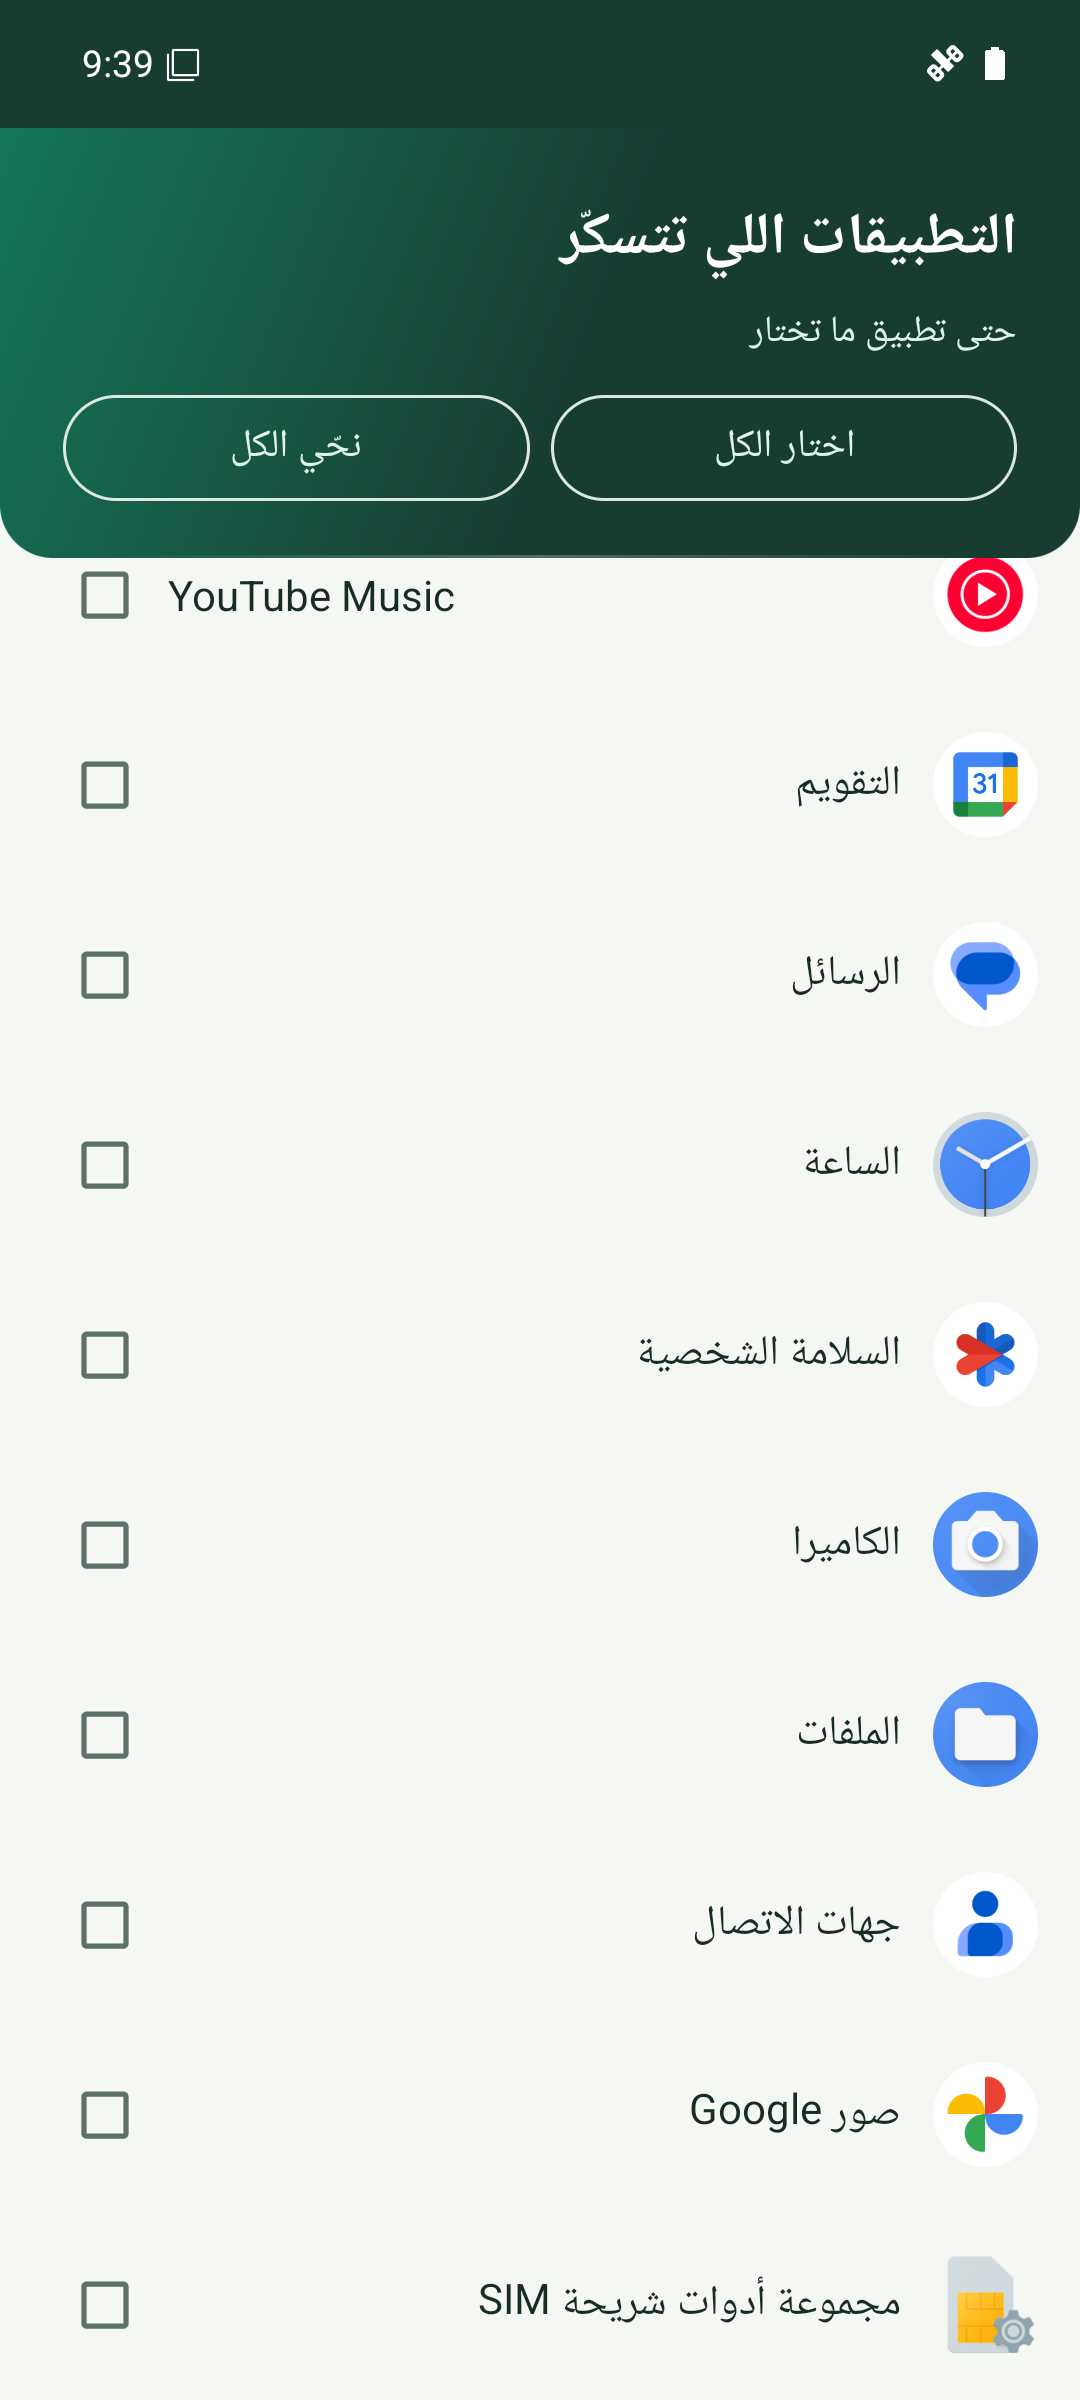 9:39
التطبيقات اللي تتسكّر
حتى تطبيق ما تختار
اختار الكل
نحّي الكل
YouTube Music
التقويم
31
الرسائل
الساعة
السلامة الشخصية
الكاميرا
الملفات
جهات الاتصال
صور Google
مجموعة أدوات شريحة SIM